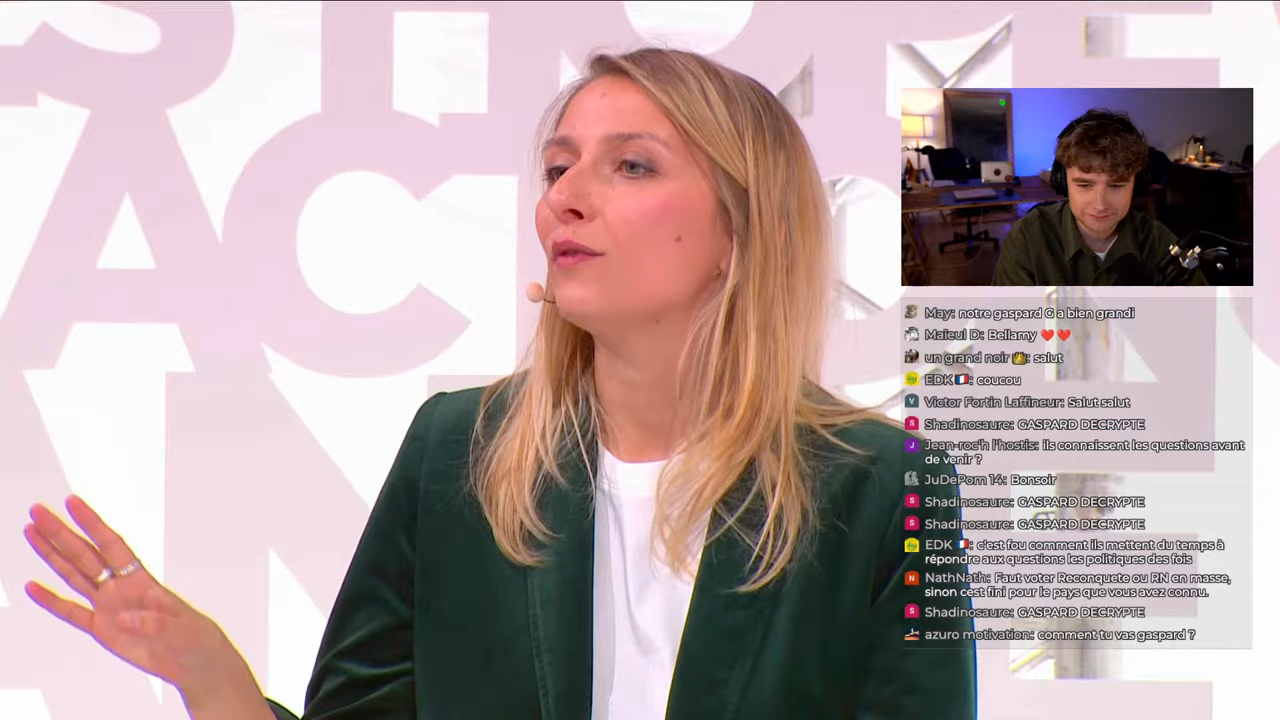 May: notre gaspard G a bien grandi
Maïeul D: Bellamy ❤️ ❤️
un grand noir 👑: salut
EDK 🇫🇷: coucou
Victor Fortin Laffineur: Salut salut
Shadinosaure: GASPARD DECRYPTE
Jean-roc'h l'hostis: ils connaissent les questions avant
de venir ?
JuDePom 14: Bonsoir
Shadinosaure: GASPARD DECRYPTE
Shadinosaure: GASPARD DECRYPTE
EDK 🇫🇷: c'est fou comment ils mettent du temps à
répondre aux questions les politiques des fois
NathNath: Faut voter Reconquete ou RN en masse,
sinon cest fini pour le pays que vous avez connu.
Shadinosaure: GASPARD DECRYPTE
azuro motivation: comment tu vas gaspard ?